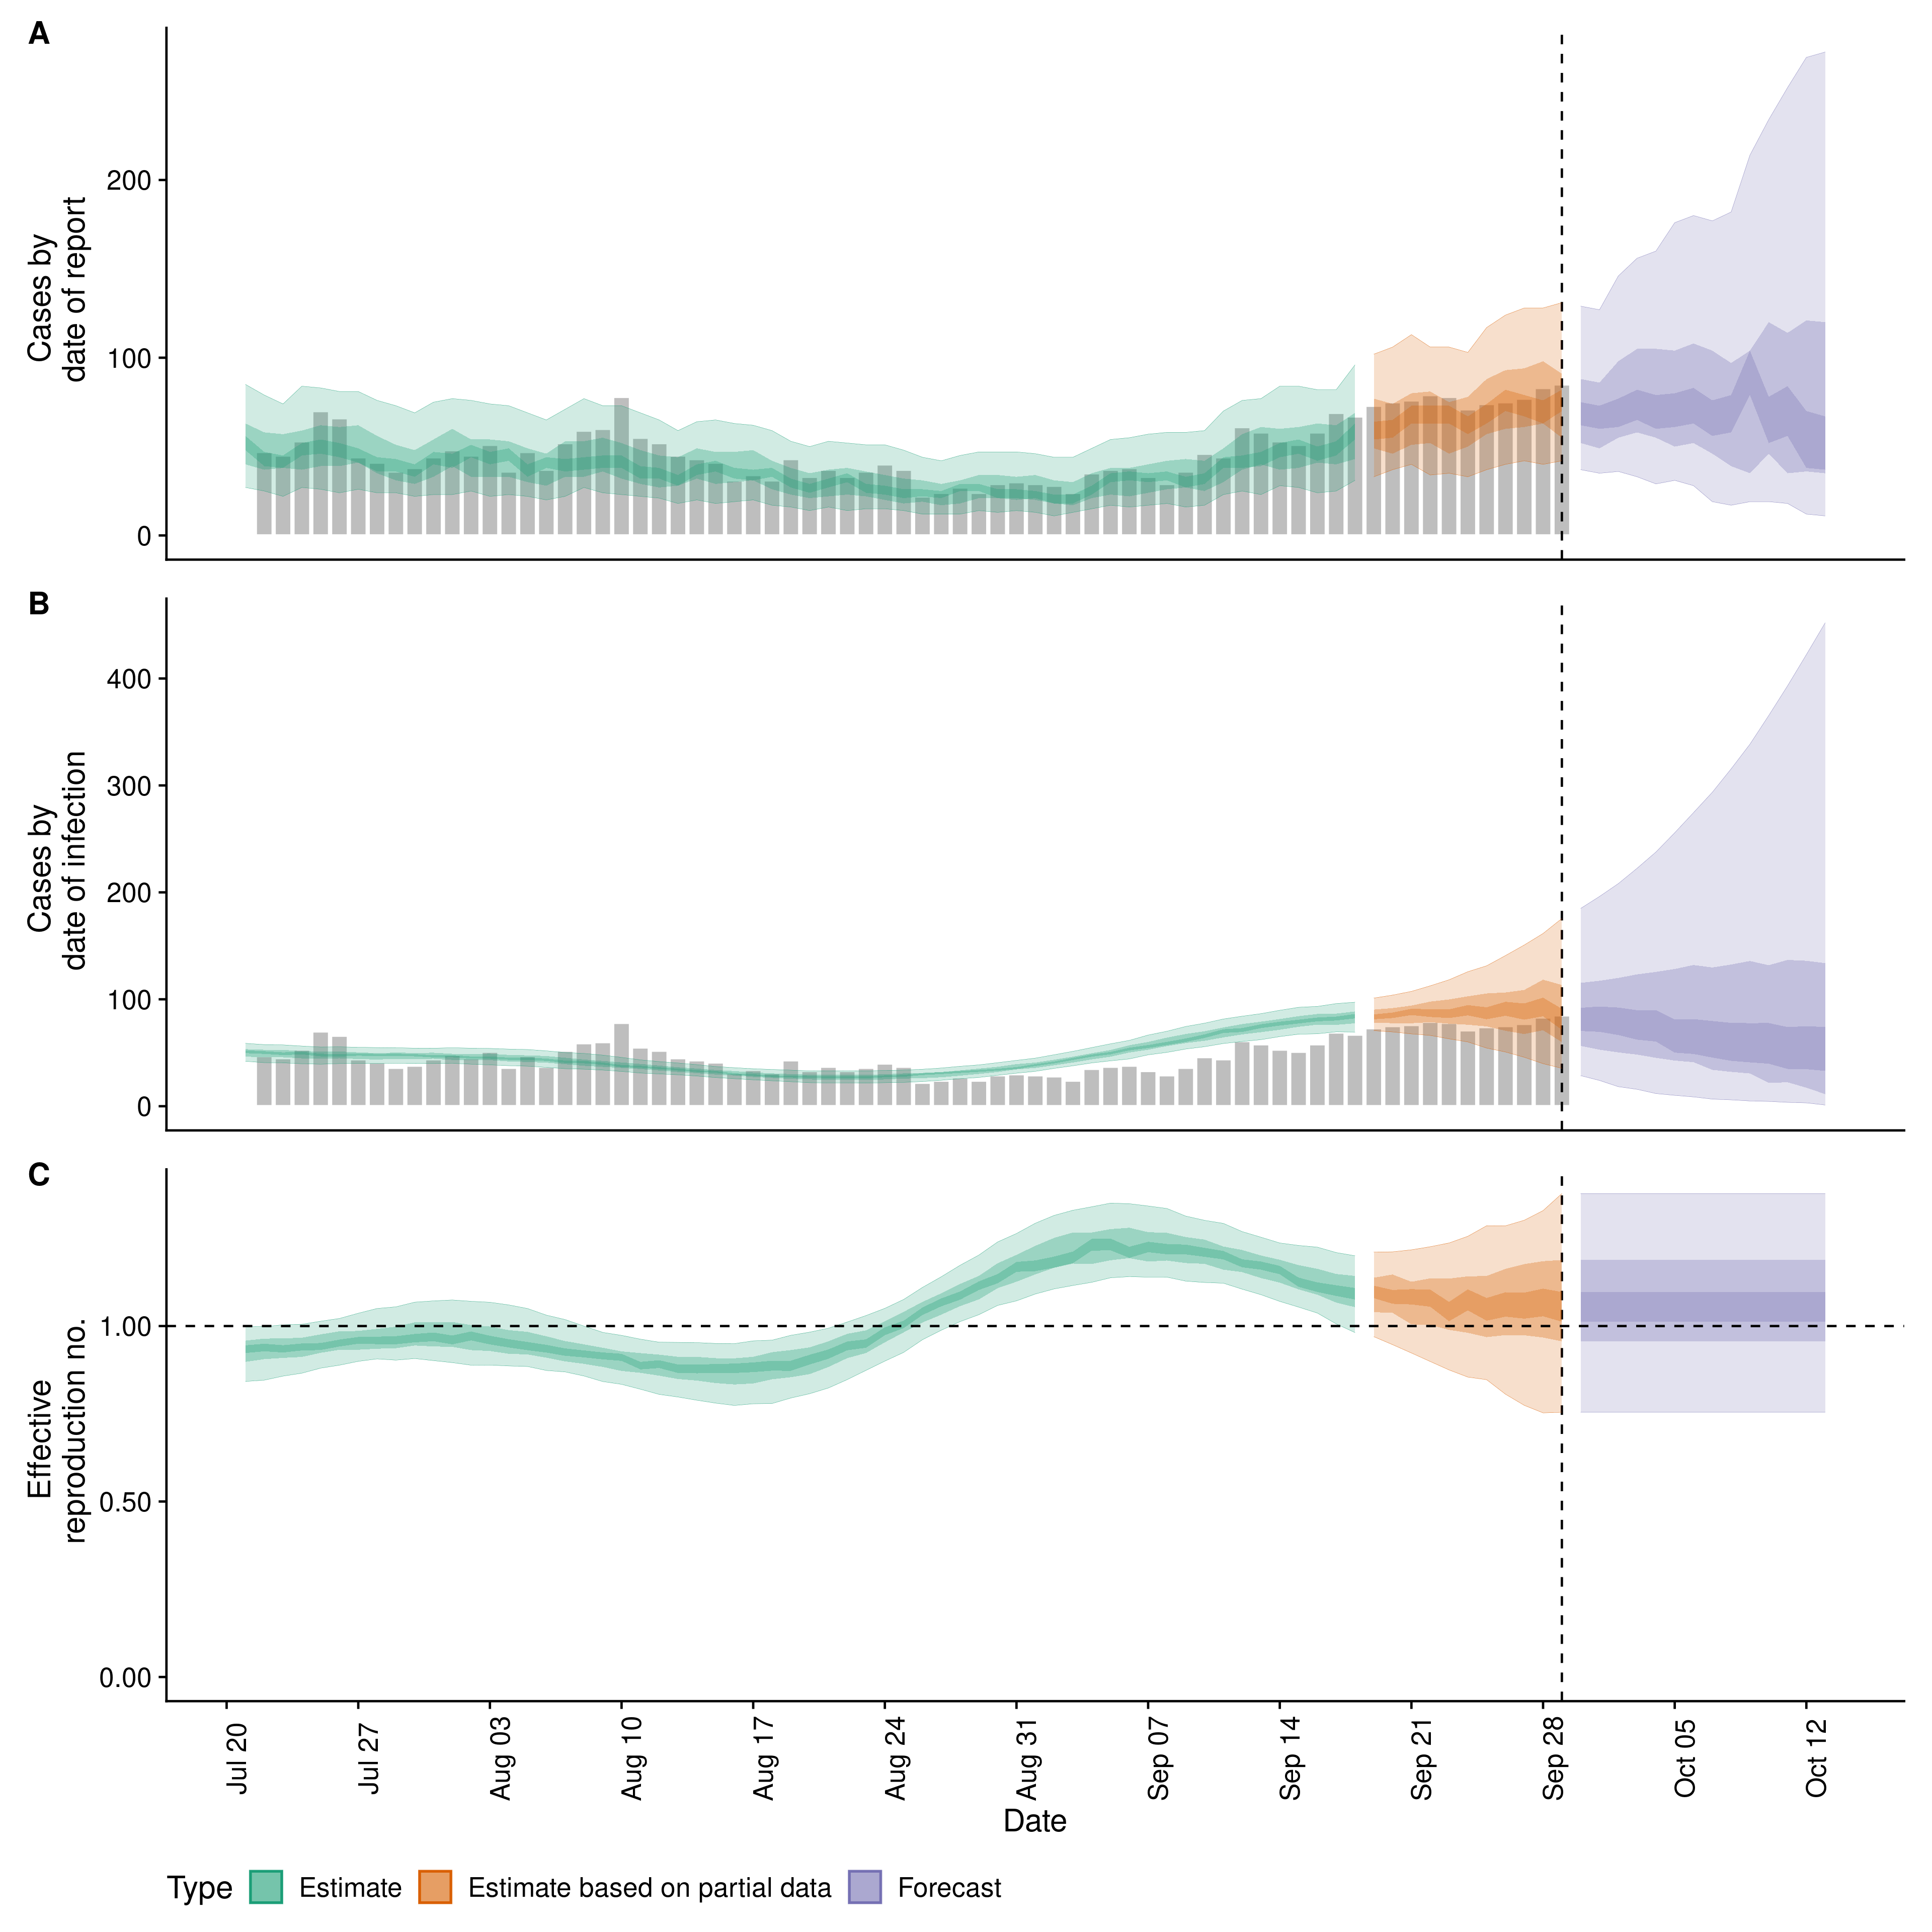 A
Cases by
date of report
200
100
0
B
Cases by
date of infection
400
300
200
100
0
C
Effective
reproduction no.
1.00
0.50
0.00
Jul 20
Jul 27
Aug 03
Aug 10
Aug 17
Aug 24
Aug 31
Sep 07
Sep 14
Sep 21
Sep 28
Oct 05
Oct 12
Date
Type Estimate Estimate based on partial data Forecast